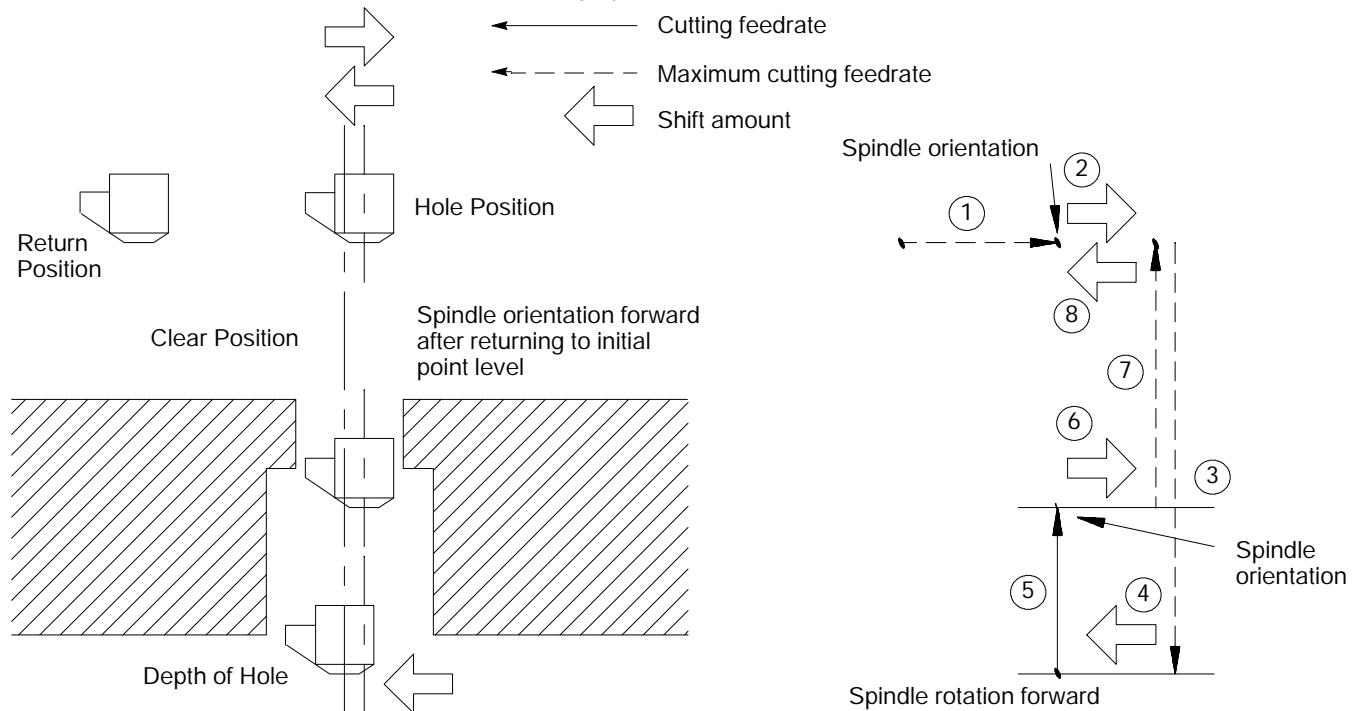 Cutting feedrate
Maximum cutting feedrate
Shift amount
Return
Position
Hole Position
Clear Position
Spindle orientation forward
after returning to initial
point level
Depth of Hole
Spindle orientation
2
1
8
7
6
3
Spindle
orientation
5
4
Spindle rotation forward